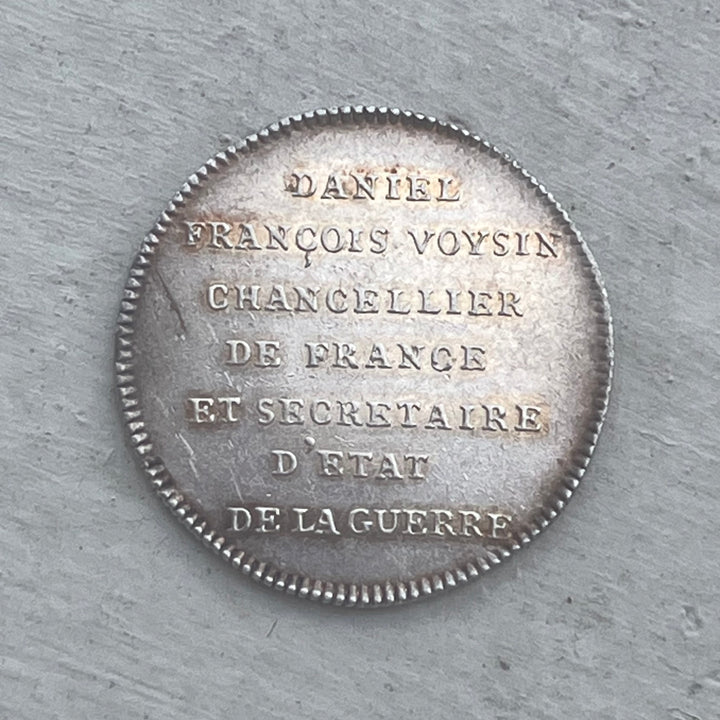 DANIEL
FRANÇOIS VOYSIN
CHANCELLIER
DE FRANCE
ET SECRETAIRE
D'ETAT
DE LA GUERRE